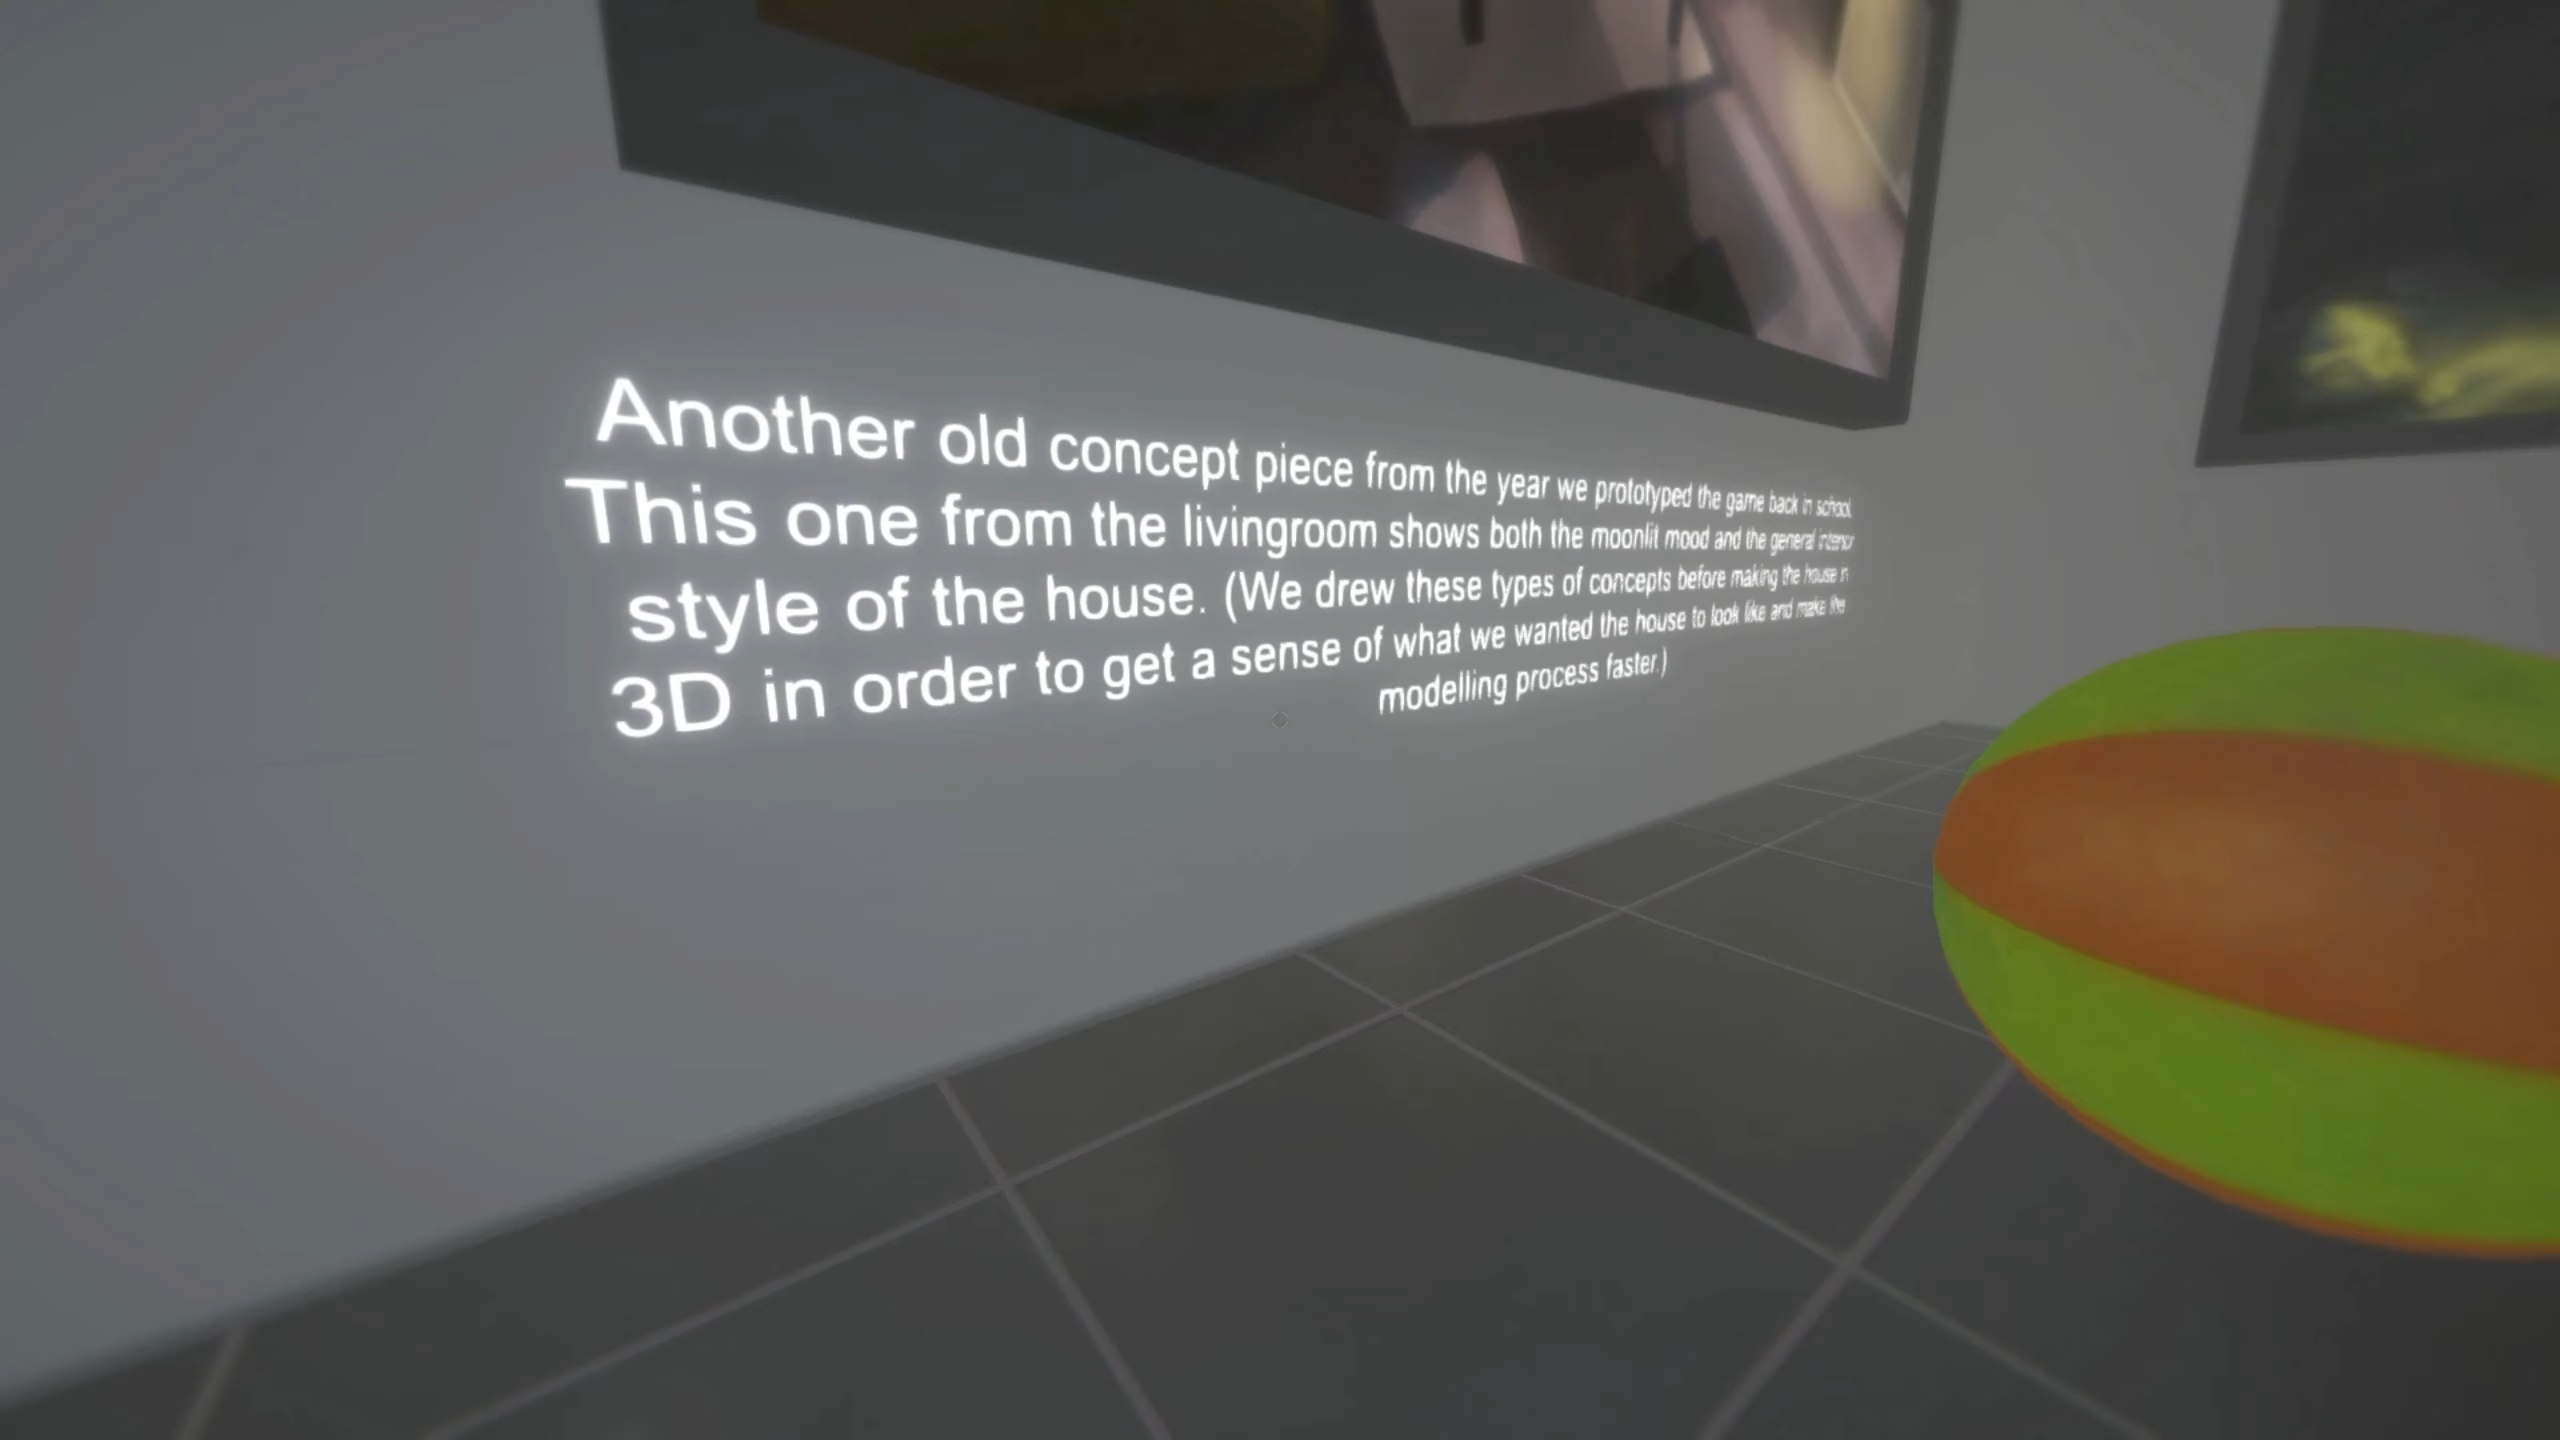 Another old concept piece from the year we prototyped the game back in school.
This one from the livingroom shows both the moonlit mood and the general interior
style of the house. (We drew these types of concepts before making the house in
3D in order to get a sense of what we wanted the house to look like and make the
modelling process faster.)